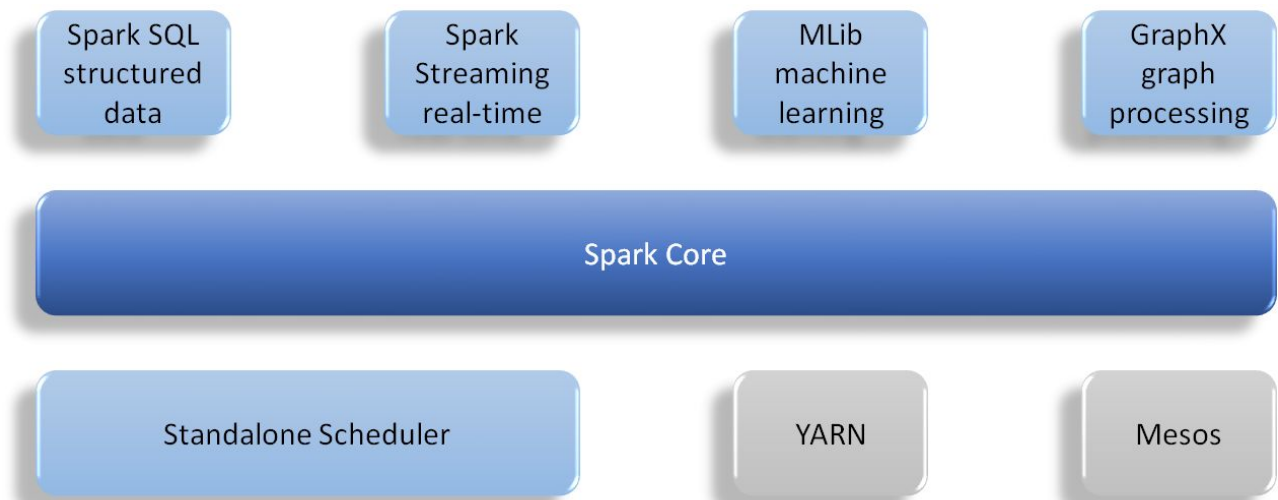 Spark SQL
structured
data
Spark
Streaming
real-time
MLib
machine
learning
GraphX
graph
processing
Spark Core
Standalone Scheduler
YARN
Mesos